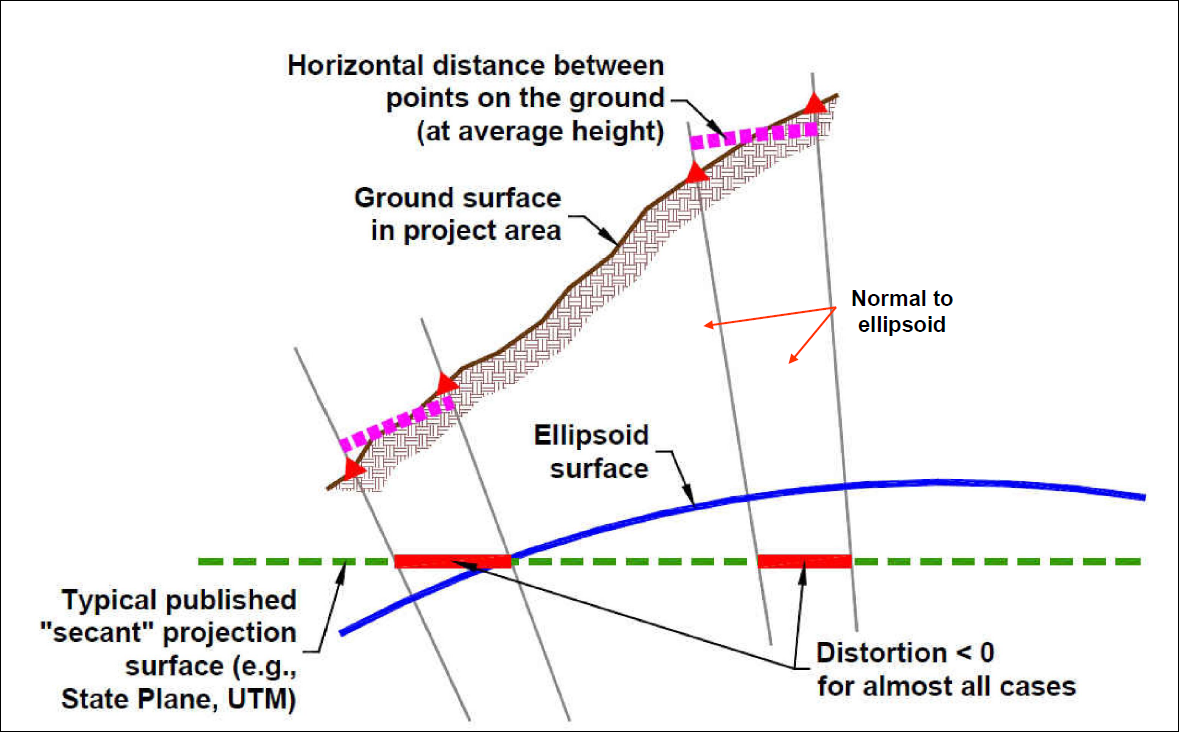 Horizontal distance between
points on the ground
(at average height)
Ground surface
in project area
Normal to
ellipsoid
Ellipsoid
surface
Typical published
"secant" projection
surface (e.g.,
State Plane, UTM)
Distortion < 0
for almost all cases